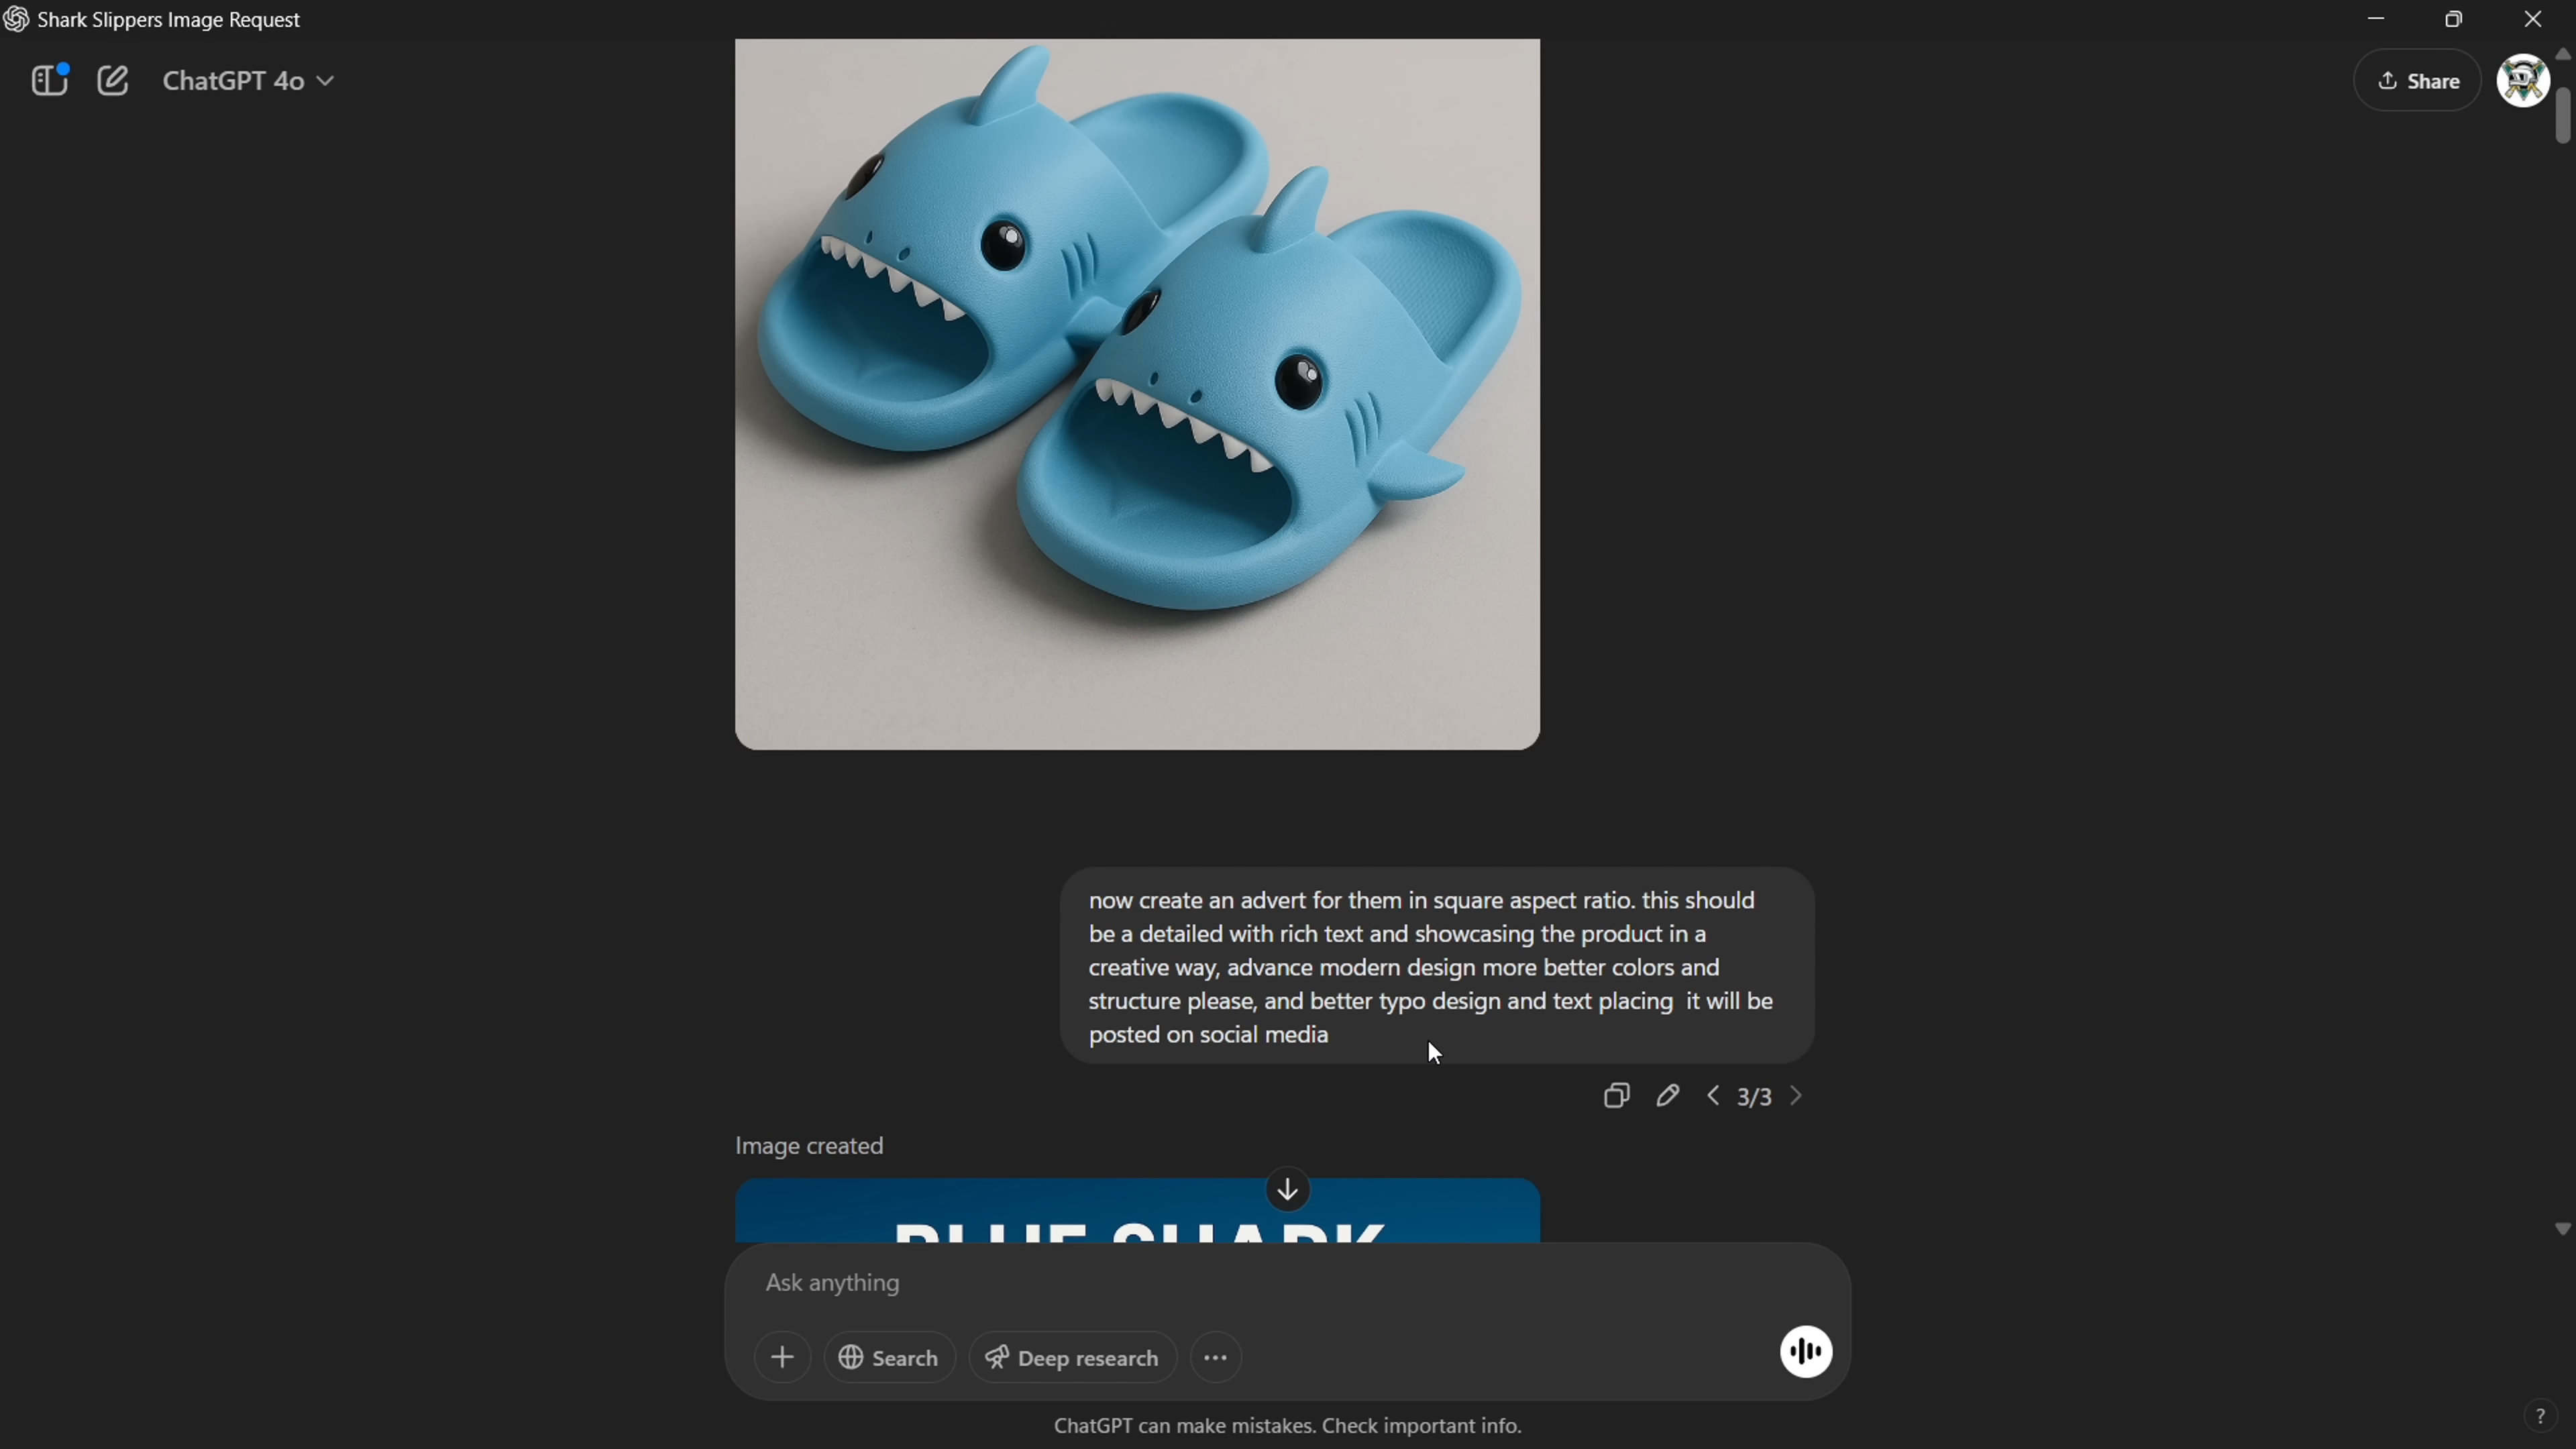 Shark Slippers Image Request
ChatGPT 4o
Share
now create an advert for them in square aspect ratio. this should
be a detailed with rich text and showcasing the product in a
creative way, advance modern design more better colors and
structure please, and better typo design and text placing  it will be
posted on social media
3/3
Image created
BLUE SHARK
Ask anything
Search
Deep research
ChatGPT can make mistakes. Check important info.
?